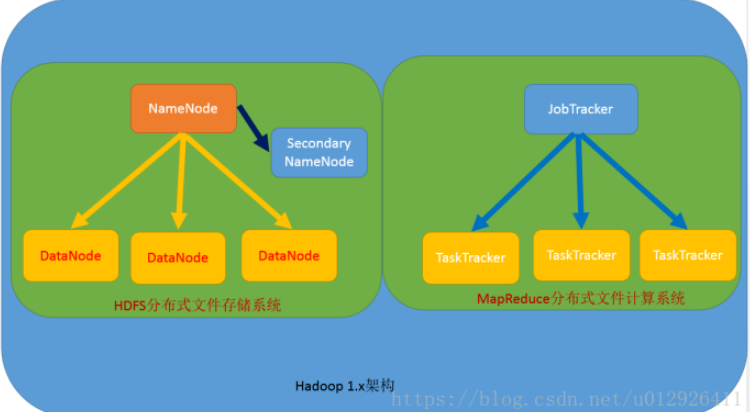 NameNode
Secondary
NameNode
DataNode
DataNode
DataNode
HDFS分布式文件存储系统
JobTracker
TaskTracker
TaskTracker
TaskTracker
MapReduce分布式文件计算系统
Hadoop 1.x架构
https://blog.csdn.net/u012926411